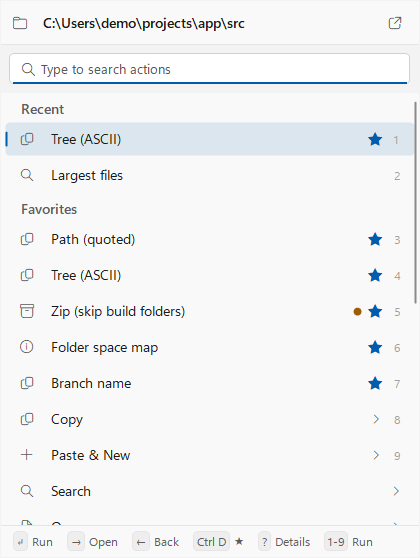 C:\Users\demo\projects\app\src
Type to search actions
Recent
Tree (ASCII) 1
Largest files 2
Favorites
Path (quoted) 3
Tree (ASCII) 4
Zip (skip build folders) 5
Folder space map 6
Branch name 7
Copy 8
Paste & New 9
Search
↲ Run → Open ← Back Ctrl D ★ ? Details 1-9 Run